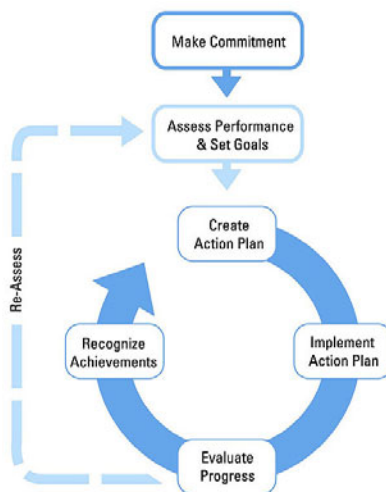 Make Commitment
Assess Performance
& Set Goals
Create
Action Plan
Implement
Action Plan
Evaluate
Progress
Recognize
Achievements
Re-Assess